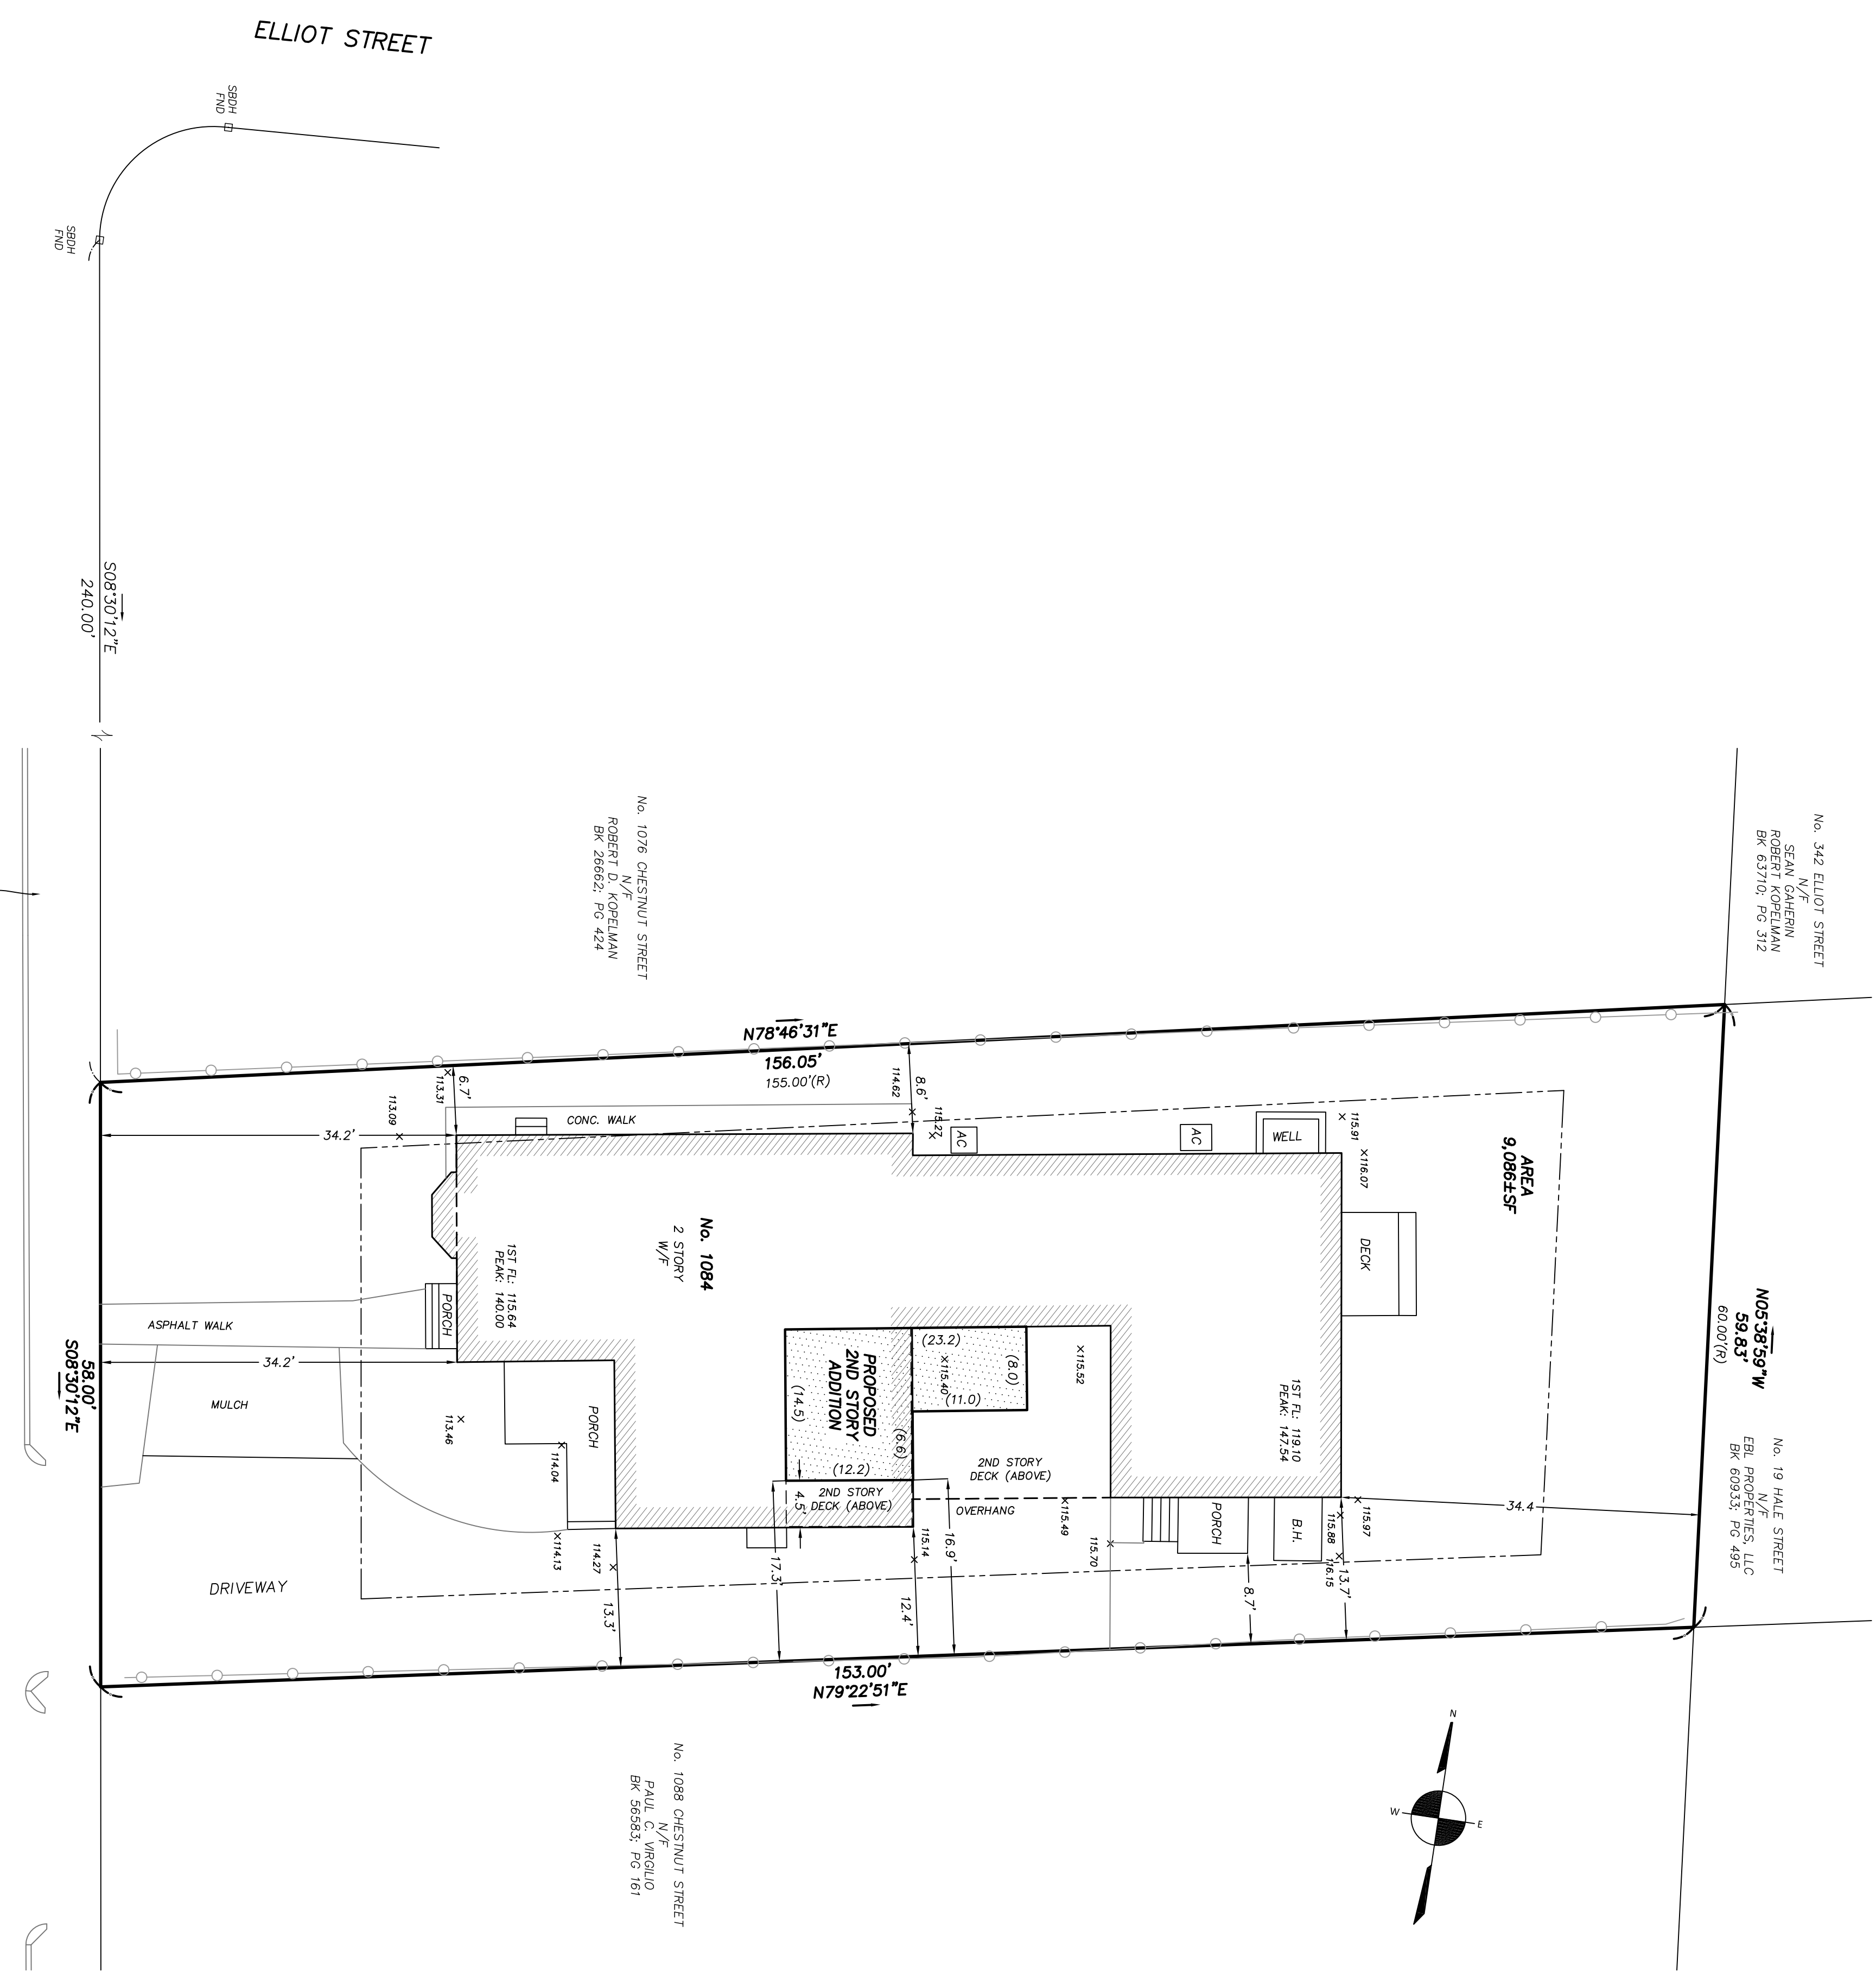 ELLIOT STREET
SBDH
FND
SBDH
FND
S08°30'12"E
240.00'
No. 1076 CHESTNUT STREET
N/F
ROBERT D. KOPELMAN
BK 26662; PG 424
No. 342 ELLIOT STREET
N/F
SEAN GAHERIN
ROBERT KOPELMAN
BK 63710; PG 312
N78°46'31"E
156.05'
155.00'(R)
113.31
6.7'
114.62
8.6'
113.09
34.2'
CONC. WALK
115.27
AC
AC
WELL
115.91
116.07
AREA
9,086±SF
DECK
No. 1084
2 STORY
W/F
1ST FL: 115.64
PEAK: 140.00
N05°38'59"W
59.83'
60.00'(R)
PORCH
ASPHALT WALK
34.2'
58.00'
S08°30'12"E
MULCH
113.46
PORCH
114.04
PROPOSED
2ND STORY
ADDITION
(14.5)
(23.2)
115.40
(8.0)
(11.0)
(6.6)
(12.2)
115.52
1ST FL: 119.10
PEAK: 147.54
2ND STORY
DECK (ABOVE)
2ND STORY
DECK (ABOVE)
4.5'
OVERHANG
115.49
115.70
PORCH
B.H.
115.88
115.97
116.15
34.4
No. 19 HALE STREET
N/F
EBL PROPERTIES, LLC
BK 60933; PG 495
DRIVEWAY
114.13
114.27
13.3'
17.3'
115.14
12.4'
16.9'
8.7'
13.7'
153.00'
N79°22'51"E
No. 1088 CHESTNUT STREET
N/F
PAUL C. VIRGILIO
BK 56583; PG 161
N
W
E